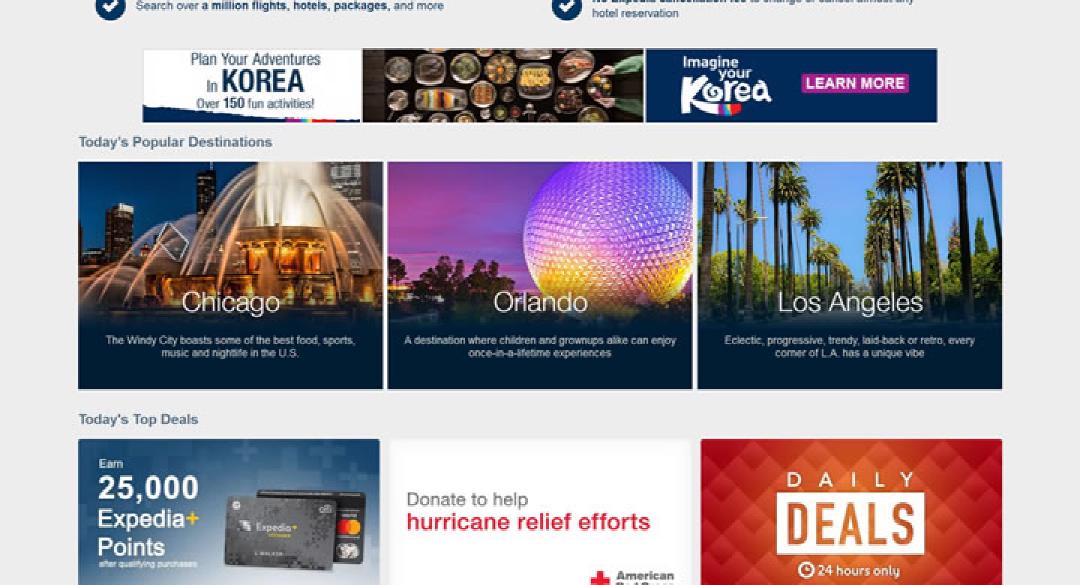 Search over a million flights, hotels, packages, and more
No Expedia cancellation fee to change or cancel almost any
hotel reservation
Plan Your Adventures
In KOREA
Over 150 fun activities!
Imagine
your
Korea
LEARN MORE
Today's Popular Destinations
Chicago
The Windy City boasts some of the best food, sports,
music and nightlife in the U.S.
Orlando
A destination where children and grownups alike can enjoy
once-in-a-lifetime experiences
Los Angeles
Eclectic, progressive, trendy, laid-back or retro, every
corner of L.A. has a unique vibe
Today's Top Deals
Earn
25,000
Expedia+
Points
after qualifying purchases
Expedia+
citi
L WALKER
Donate to help
hurricane relief efforts
American
Red Cross
DAILY
DEALS
24 hours only